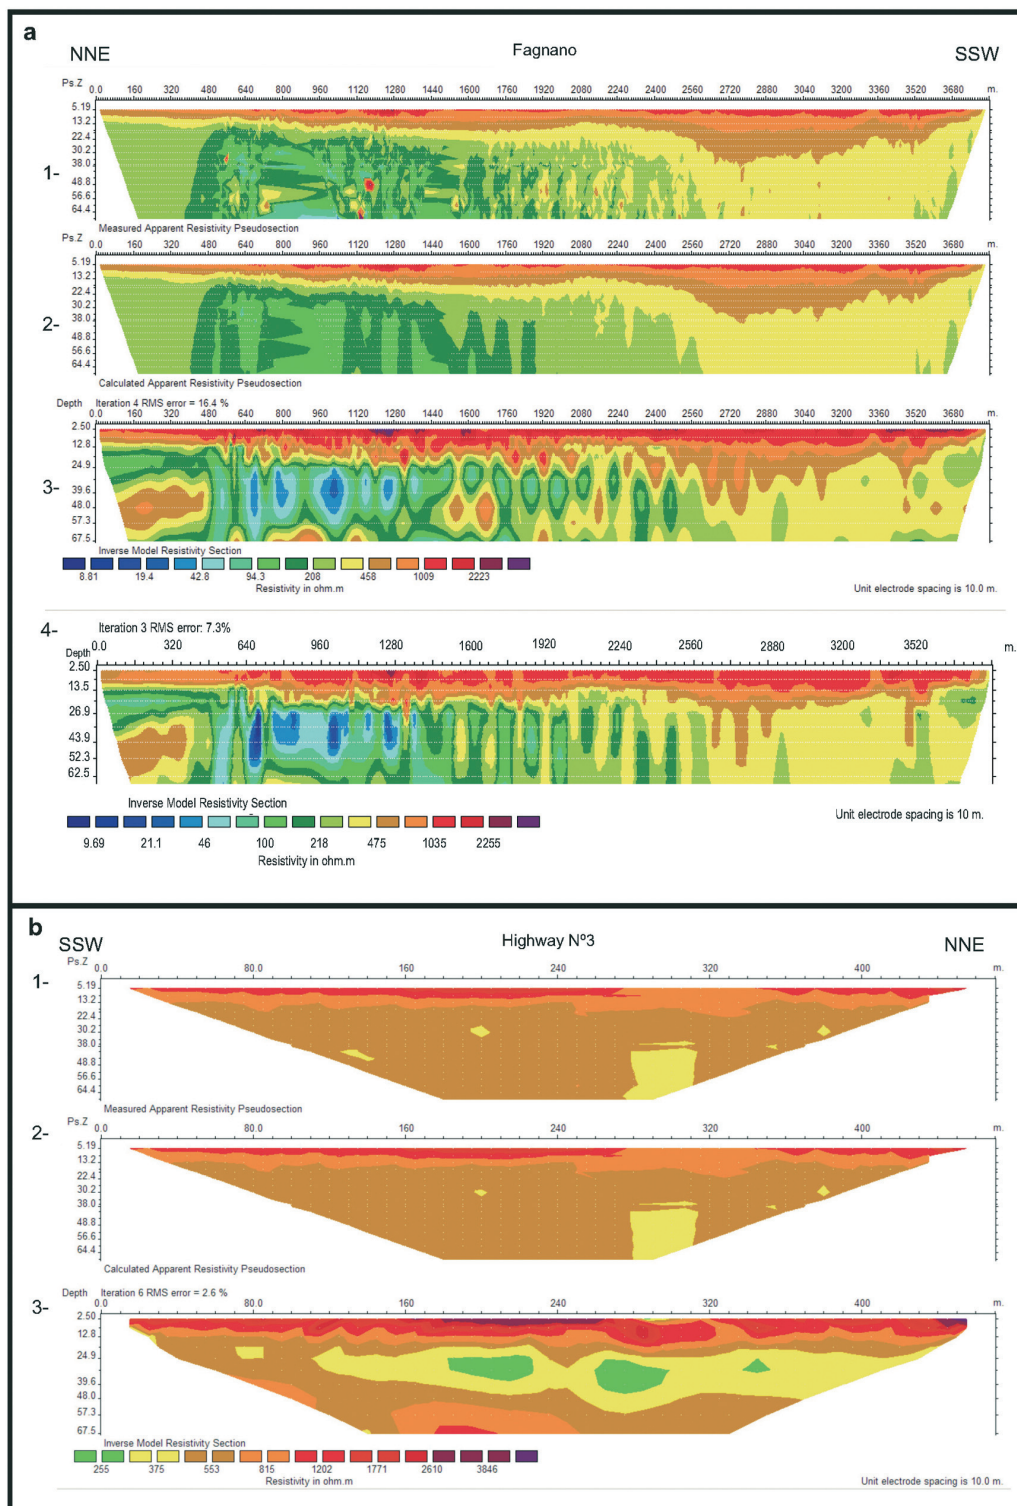 a
NNE Fagnano SSW
Ps.Z
0.0 160 320 480 640 800 960 1120 1280 1440 1600 1760 1920 2080 2240 2400 2560 2720 2880 3040 3200 3360 3520 3680 m.
1-
5.19
13.2
22.4
30.2
38.0
48.8
56.6
64.4
Measured Apparent Resistivity Pseudosection
Ps.Z
0.0 160 320 480 640 800 960 1120 1280 1440 1600 1760 1920 2080 2240 2400 2560 2720 2880 3040 3200 3360 3520 3680 m.
2-
5.19
13.2
22.4
30.2
38.0
48.8
56.6
64.4
Calculated Apparent Resistivity Pseudosection
Depth Iteration 4 RMS error = 16.4 %
0.0 160 320 480 640 800 960 1120 1280 1440 1600 1760 1920 2080 2240 2400 2560 2720 2880 3040 3200 3360 3520 3680 m.
3-
2.50
12.8
24.9
39.6
48.0
57.3
67.5
Inverse Model Resistivity Section
8.81 19.4 42.8 94.3 208 458 1009 2223
Resistivity in ohm.m Unit electrode spacing is 10.0 m.
4- Iteration 3 RMS error: 7.3%
Depth 0.0 320 640 960 1280 1600 1920 2240 2560 2880 3200 3520 m.
2.50
13.5
26.9
43.9
52.3
62.5
Inverse Model Resistivity Section
Unit electrode spacing is 10 m.
9.69 21.1 46 100 218 475 1035 2255
Resistivity in ohm.m
b
SSW Highway Nº3 NNE
Ps.Z
0.0 80.0 160 240 320 400 m.
1-
5.19
13.2
22.4
30.2
38.0
48.8
56.6
64.4
Measured Apparent Resistivity Pseudosection
Ps.Z
0.0 80.0 160 240 320 400 m.
2-
5.19
13.2
22.4
30.2
38.0
48.8
56.6
64.4
Calculated Apparent Resistivity Pseudosection
Depth Iteration 6 RMS error = 2.6 %
0.0 80.0 160 240 320 400 m.
3-
2.50
12.8
24.9
39.6
48.0
57.3
67.5
Inverse Model Resistivity Section
255 375 553 815 1202 1771 2610 3846
Resistivity in ohm.m Unit electrode spacing is 10.0 m.